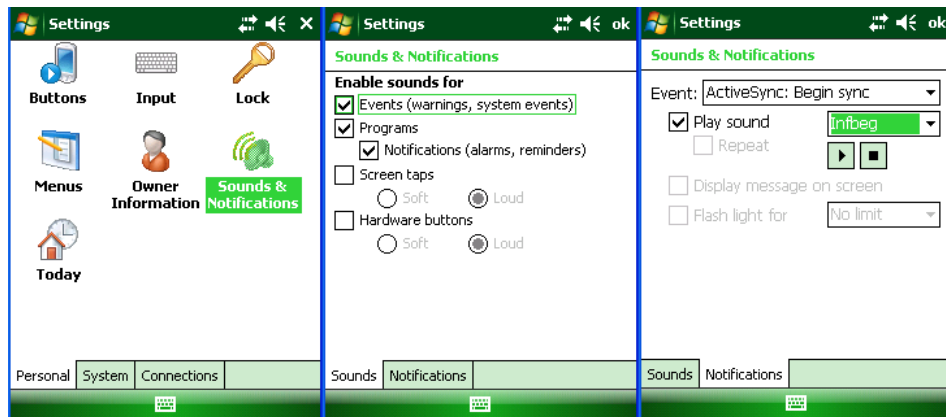 Settings
Buttons Input Lock
Menus Owner Information Sounds & Notifications
Today
Personal System Connections
Settings ok
Sounds & Notifications
Enable sounds for
Events (warnings, system events)
Programs
Notifications (alarms, reminders)
Screen taps
Soft Loud
Hardware buttons
Soft Loud
Sounds Notifications
Settings ok
Sounds & Notifications
Event: ActiveSync: Begin sync
Play sound Infbeg
Repeat
Display message on screen
Flash light for No limit
Sounds Notifications